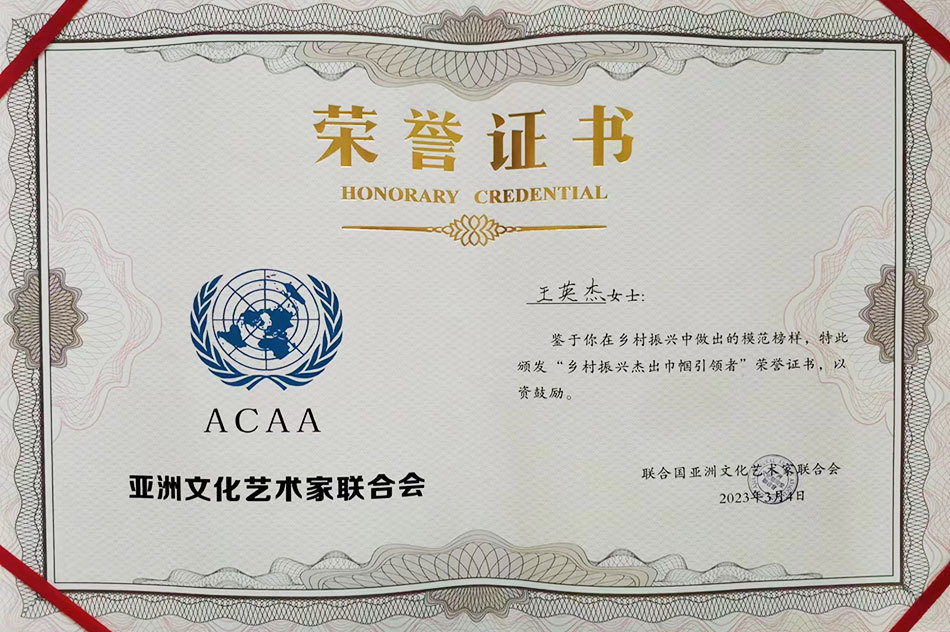 荣誉证书
HONORARY CREDENTIAL
王英杰女士:
鉴于你在乡村振兴中做出的模范榜样，特此
颁发“乡村振兴杰出巾帼引领者”荣誉证书，以
资鼓励。
ACAA
亚洲文化艺术家联合会
联合国亚洲文化艺术家联合会
2023年3月4日